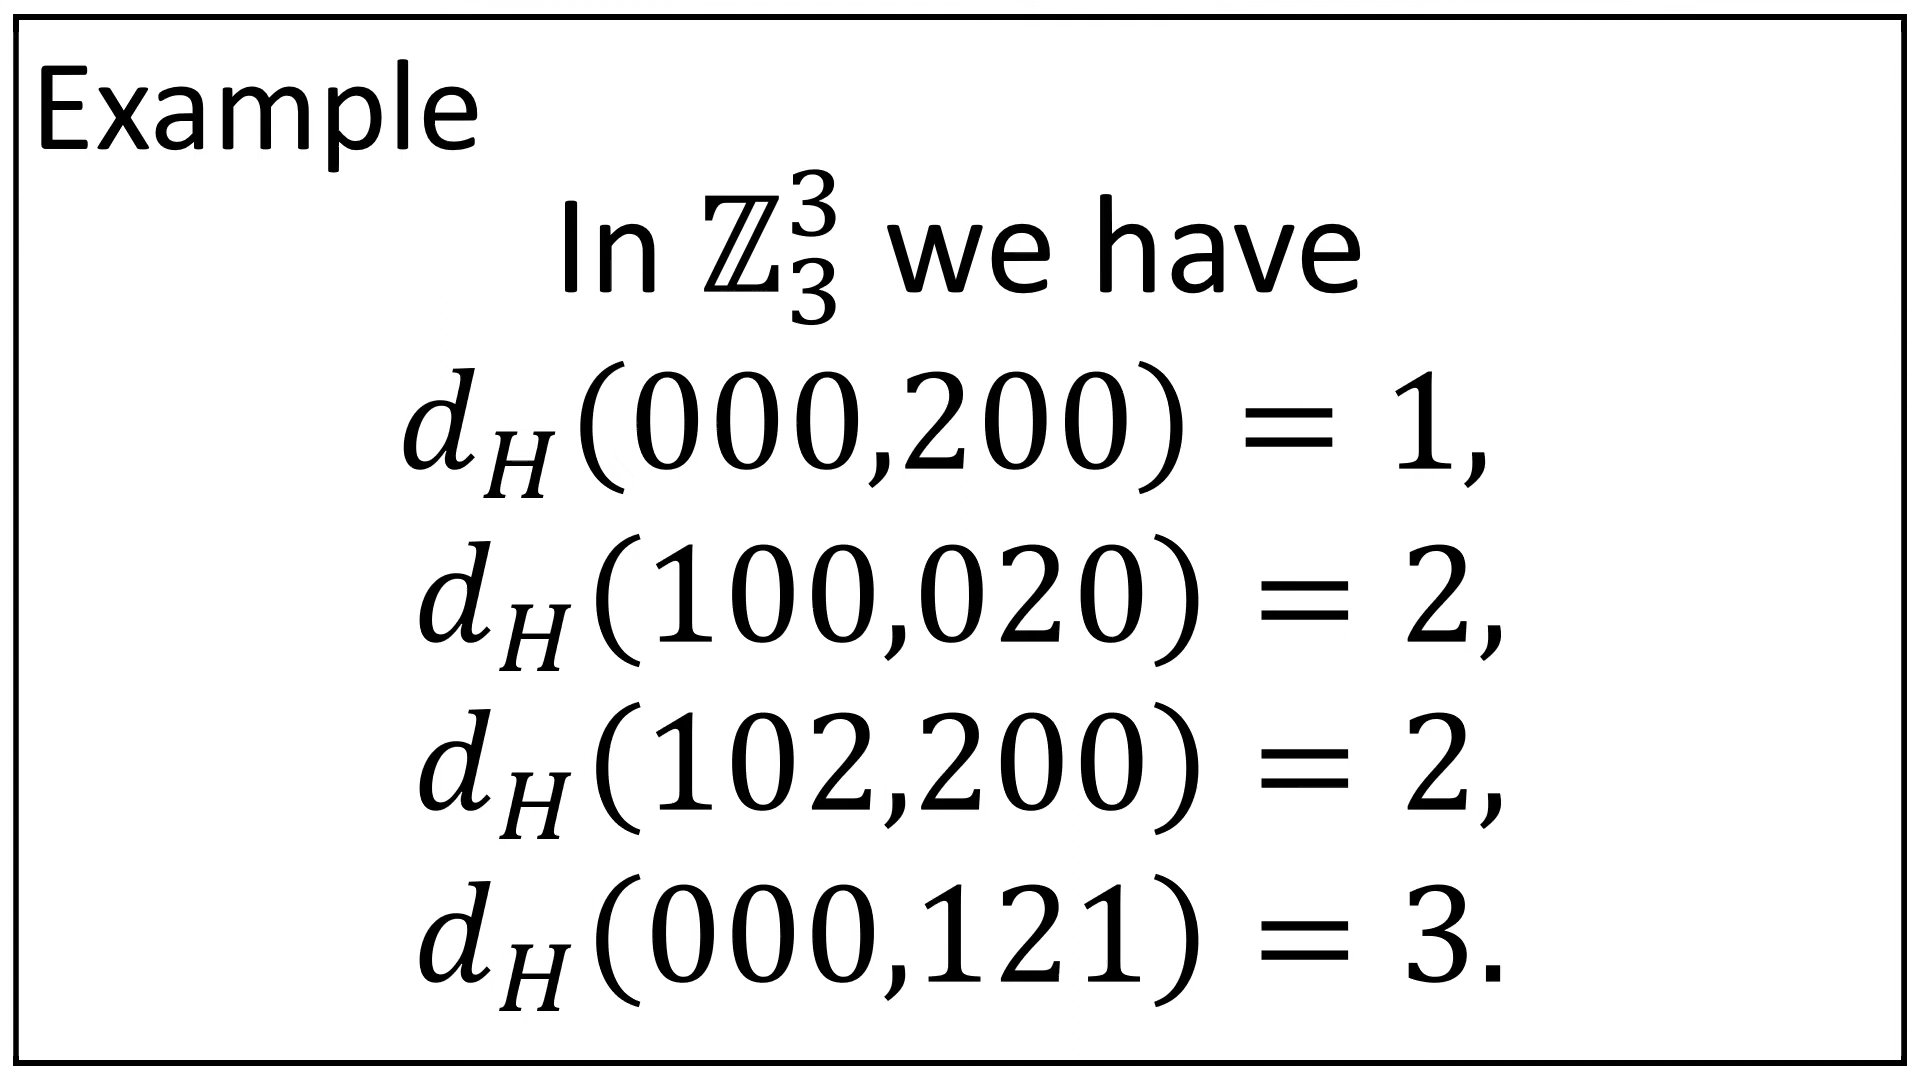 Example
In ℤ₃³ we have
d_H(000,200) = 1,
d_H(100,020) = 2,
d_H(102,200) = 2,
d_H(000,121) = 3.